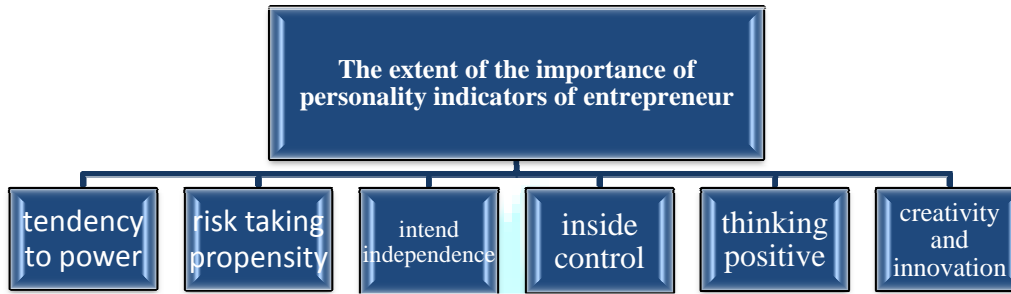 The extent of the importance of
personality indicators of entrepreneur
tendency
to power
risk taking
propensity
intend
independence
inside
control
thinking
positive
creativity
and
innovation